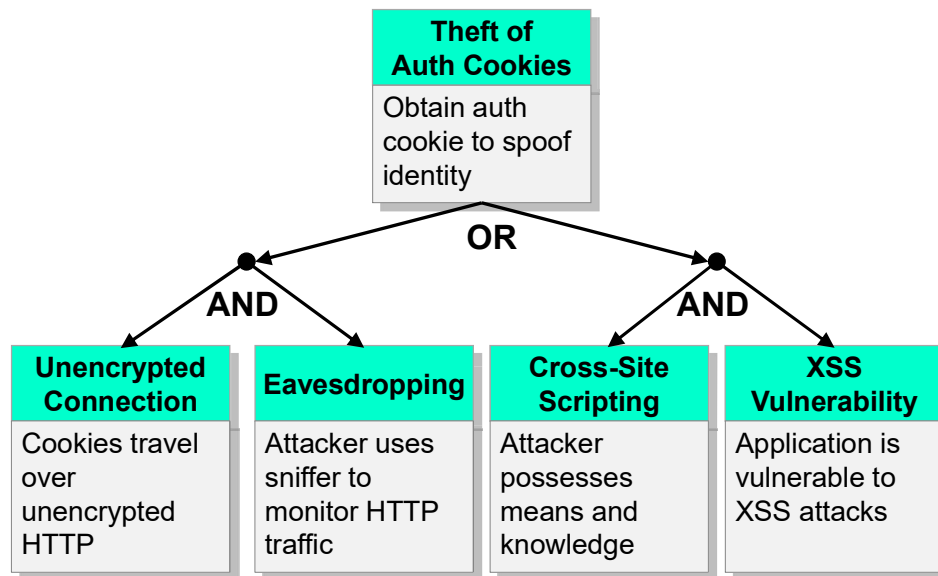 Theft of
Auth Cookies
Obtain auth
cookie to spoof
identity
OR
AND
AND
Unencrypted
Connection
Cookies travel
over
unencrypted
HTTP
Eavesdropping
Attacker uses
sniffer to
monitor HTTP
traffic
Cross-Site
Scripting
Attacker
possesses
means and
knowledge
XSS
Vulnerability
Application is
vulnerable to
XSS attacks